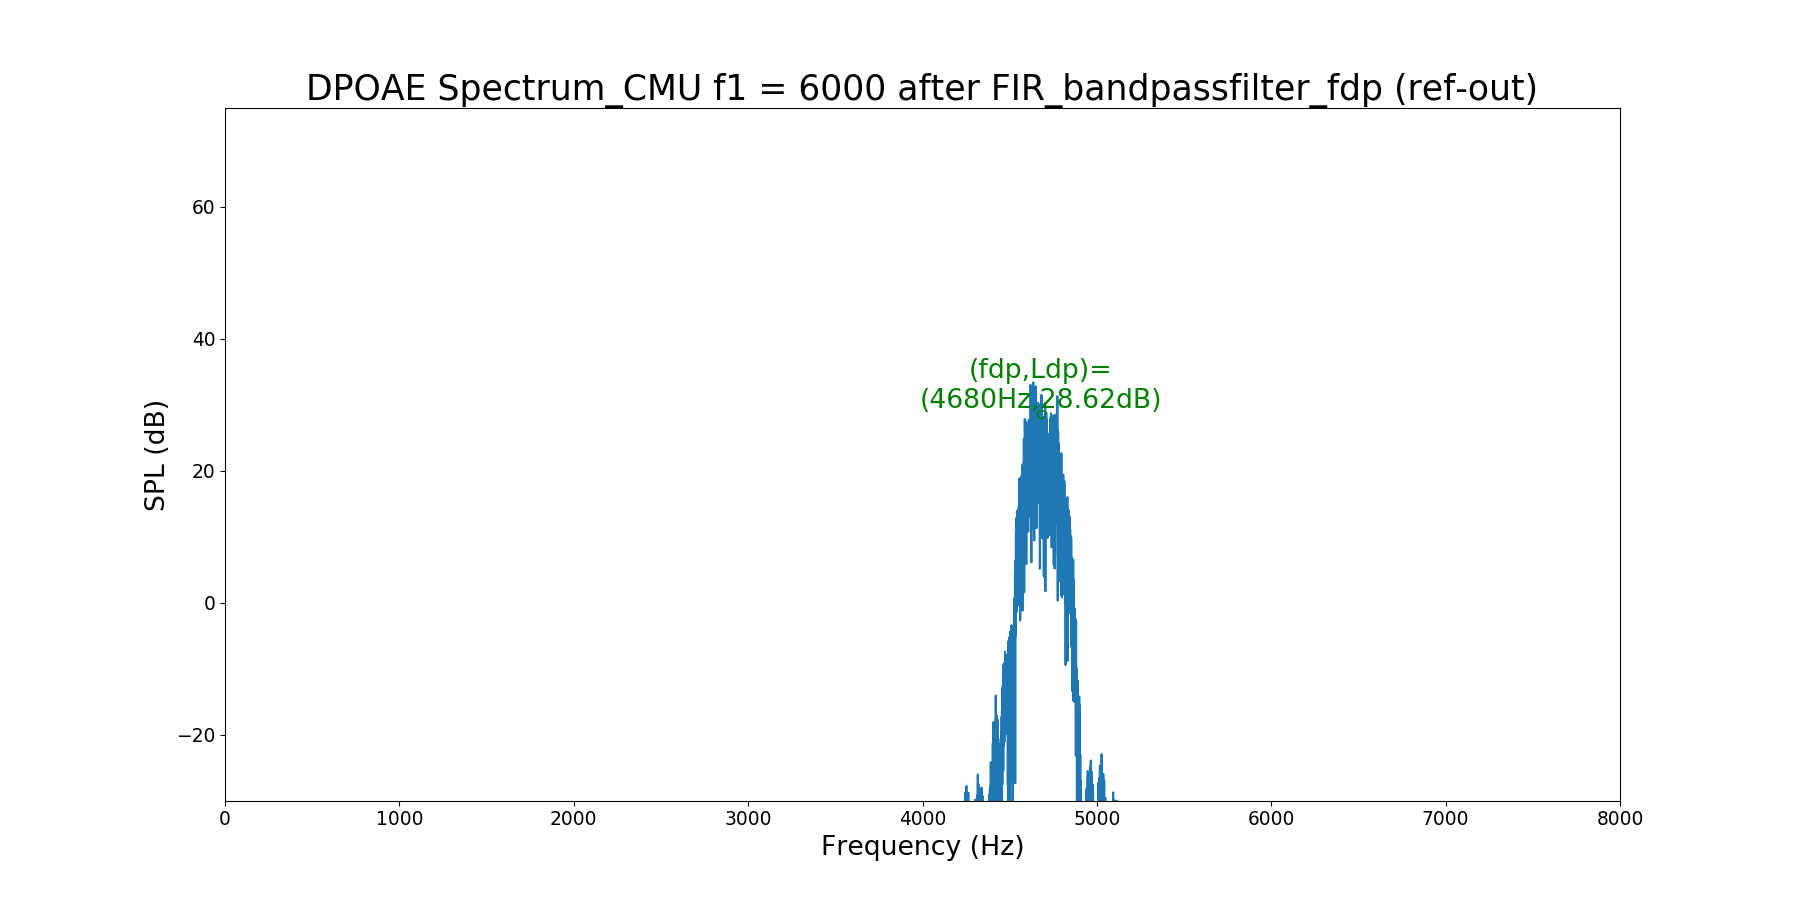 DPOAE Spectrum_CMU f1 = 6000 after FIR_bandpassfilter_fdp (ref-out)
SPL (dB)
60
40
20
0
−20
(fdp,Ldp)=
(4680Hz,28.62dB)
0 1000 2000 3000 4000 5000 6000 7000 8000
Frequency (Hz)